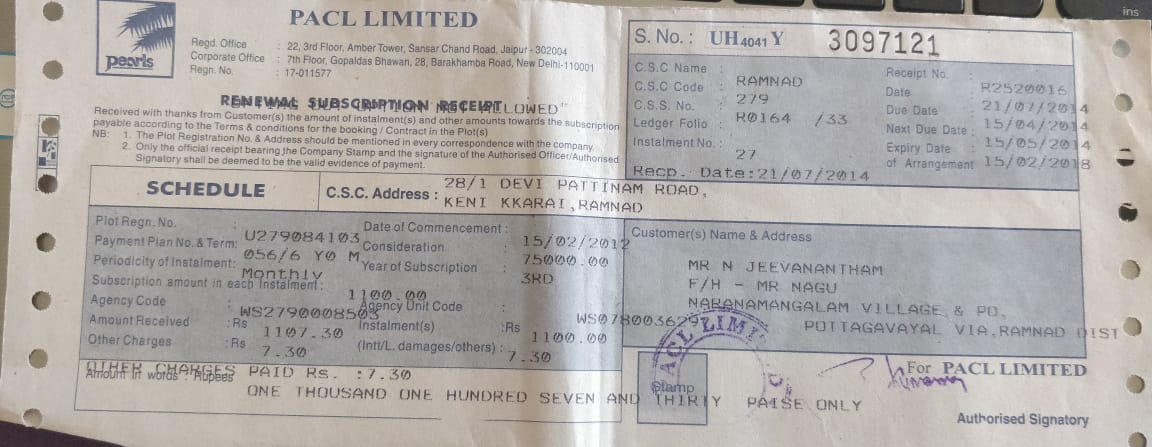 PACL LIMITED
pearls
Regd. Office : 22, 3rd Floor, Amber Tower, Sansar Chand Road, Jaipur - 302004
Corporate Office : 7th Floor, Gopaldas Bhawan, 28, Barakhamba Road, New Delhi-110001
Regn. No. : 17-011577
S. No.: UH 4041 Y 3097121
RENEWAL SUBSCRIPTION RECEIPT
Received with thanks from Customer(s) the amount of instalment(s) and other amounts towards the subscription
payable according to the Terms & conditions for the booking / Contract in the Plot(s)
NB: 1. The Plot Registration No. & Address should be mentioned in every correspondence with the company.
2. Only the official receipt bearing the Company Stamp and the signature of the Authorised Officer/Authorised
Signatory shall be deemed to be the valid evidence of payment.
C.S.C Name : RAMNAD
C.S.C Code : 279
C.S.S. No. : R0164 /33
Ledger Folio :
Instalment No. : 27
Recp. Date:21/07/2014
Receipt No. R2520016
Date : 21/07/2014
Due Date : 15/04/2014
Next Due Date : 15/05/2014
Expiry Date of Arrangement : 15/02/2018
SCHEDULE
C.S.C. Address : 28/1 DEVI PATTINAM ROAD,
KENI KKARAI,RAMNAD
Plot Regn. No. : U279084103
Payment Plan No. & Term: 056/6 Y0 M
Periodicity of Instalment: Monthly
Subscription amount in each Instalment: 1100.00
Agency Code WS2790008503
Amount Received :Rs 1107.30
Other Charges :Rs 7.30
Date of Commencement : 15/02/2012
Consideration : 75000.00
Year of Subscription : 3RD
Agency Unit Code WS078003629
Instalment(s) :Rs 1100.00
(Intt/L. damages/others) : 7.30
Customer(s) Name & Address
MR N JEEVANANTHAM
F/H - MR NAGU
NARANAMANGALAM VILLAGE & PO,
POTTAGAVAYAL VIA,RAMNAD DIST
OTHER CHARGES PAID Rs. :7.30
Amount in words : Rupees
ONE THOUSAND ONE HUNDRED SEVEN AND THIRTY PAISE ONLY
Stamp
ACL LIMI
For PACL LIMITED
Authorised Signatory
ins